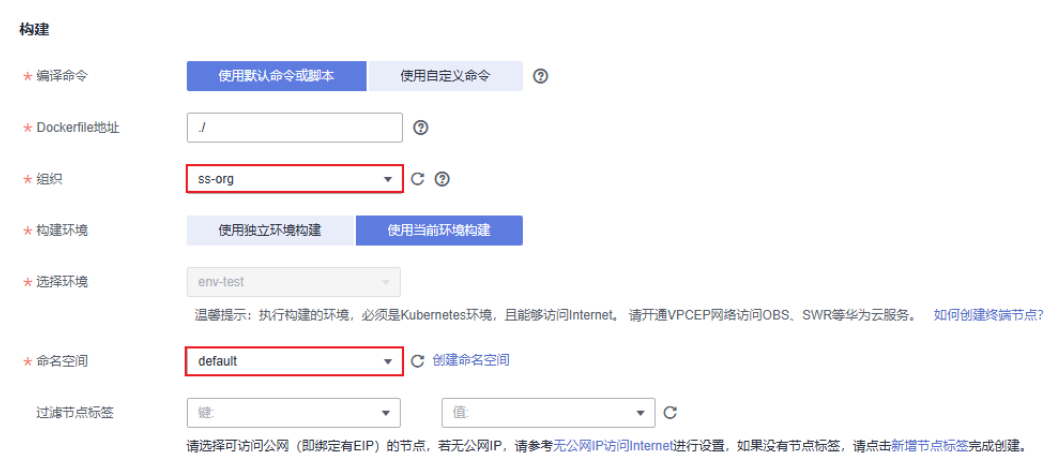 构建
* 编译命令 使用默认命令或脚本 使用自定义命令 ?
* Dockerfile地址 ./ ?
* 组织 ss-org ?
* 构建环境 使用独立环境构建 使用当前环境构建
* 选择环境 env-test
温馨提示：执行构建的环境，必须是Kubernetes环境，且能够访问Internet。 请开通VPCEP网络访问OBS、SWR等华为云服务。 如何创建终端节点?
* 命名空间 default 创建命名空间
过滤节点标签 键: 值:
请选择可访问公网（即绑定有EIP）的节点，若无公网IP，请参考无公网IP访问Internet进行设置，如果没有节点标签，请点击新增节点标签完成创建。